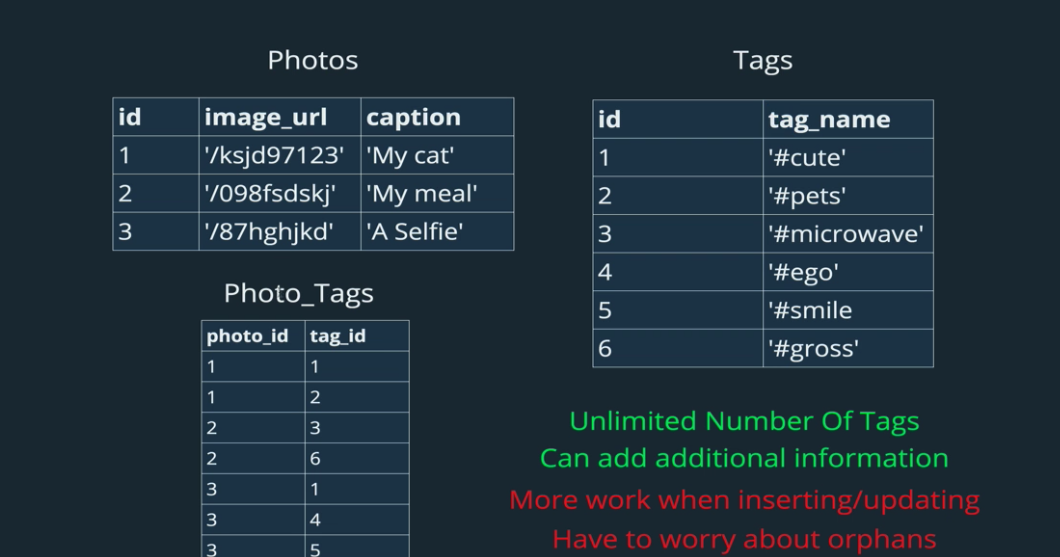 Photos
id image_url caption
1 '/ksjd97123' 'My cat'
2 '/098fsdskj' 'My meal'
3 '/87hghjkd' 'A Selfie'
Photo_Tags
photo_id tag_id
1 1
1 2
2 3
2 6
3 1
3 4
3 5
Tags
id tag_name
1 '#cute'
2 '#pets'
3 '#microwave'
4 '#ego'
5 '#smile
6 '#gross'
Unlimited Number Of Tags
Can add additional information
More work when inserting/updating
Have to worry about orphans